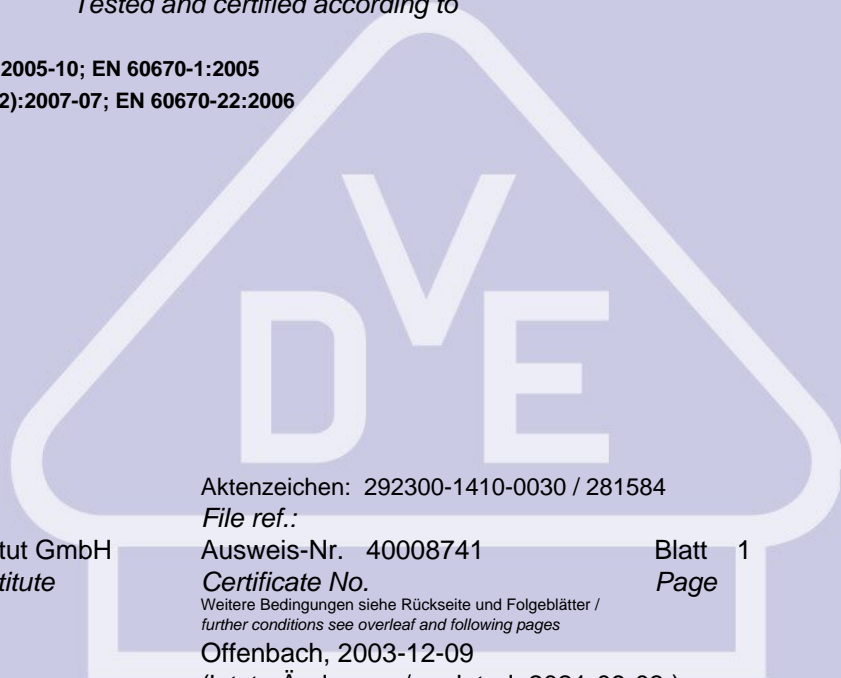 Tested and certified according to
2005-10; EN 60670-1:2005
2):2007-07; EN 60670-22:2006
VDE
Aktenzeichen: 292300-1410-0030 / 281584
File ref.:
tut GmbH Ausweis-Nr. 40008741 Blatt 1
titute Certificate No. Page
Weitere Bedingungen siehe Rückseite und Folgeblätter /
further conditions see overleaf and following pages
Offenbach, 2003-12-09